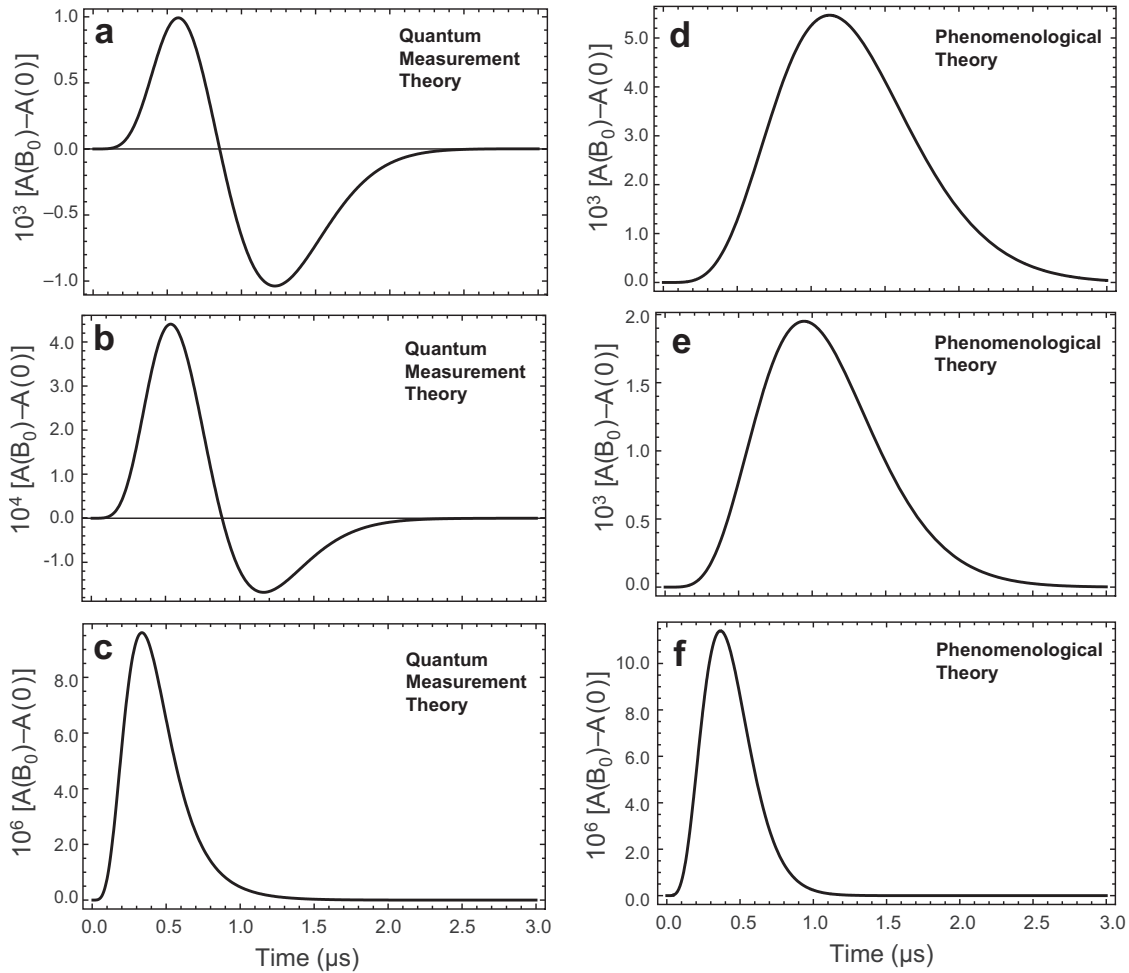 a
Quantum
Measurement
Theory
10³ [A(B₀)–A(0)]
1.0
0.5
0.0
–0.5
–1.0
b
Quantum
Measurement
Theory
10⁴ [A(B₀)–A(0)]
4.0
3.0
2.0
1.0
0.0
-1.0
c
Quantum
Measurement
Theory
10⁶ [A(B₀)–A(0)]
8.0
6.0
4.0
2.0
0.0
0.0 0.5 1.0 1.5 2.0 2.5 3.0
Time (μs)
d
Phenomenological
Theory
10³ [A(B₀)–A(0)]
5.0
4.0
3.0
2.0
1.0
0.0
e
Phenomenological
Theory
10³ [A(B₀)–A(0)]
2.0
1.5
1.0
0.5
0.0
f
Phenomenological
Theory
10⁶ [A(B₀)–A(0)]
10.0
8.0
6.0
4.0
2.0
0.0
0.0 0.5 1.0 1.5 2.0 2.5 3.0
Time (μs)